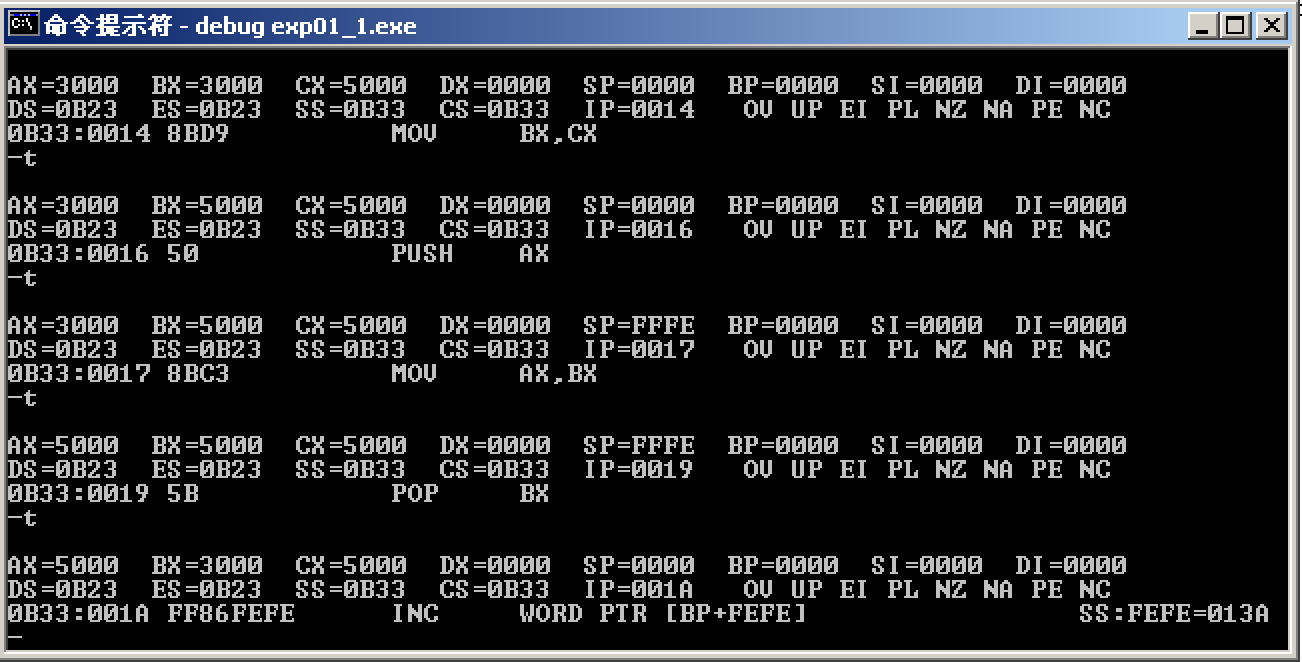 命令提示符 - debug exp01_1.exe
AX=3000  BX=3000  CX=5000  DX=0000  SP=0000  BP=0000  SI=0000  DI=0000
DS=0B23  ES=0B23  SS=0B33  CS=0B33  IP=0014   OV UP EI PL NZ NA PE NC
0B33:0014 8BD9          MOV     BX,CX
-t
AX=3000  BX=5000  CX=5000  DX=0000  SP=0000  BP=0000  SI=0000  DI=0000
DS=0B23  ES=0B23  SS=0B33  CS=0B33  IP=0016   OV UP EI PL NZ NA PE NC
0B33:0016 50            PUSH    AX
-t
AX=3000  BX=5000  CX=5000  DX=0000  SP=FFFE  BP=0000  SI=0000  DI=0000
DS=0B23  ES=0B23  SS=0B33  CS=0B33  IP=0017   OV UP EI PL NZ NA PE NC
0B33:0017 8BC3          MOV     AX,BX
-t
AX=5000  BX=5000  CX=5000  DX=0000  SP=FFFE  BP=0000  SI=0000  DI=0000
DS=0B23  ES=0B23  SS=0B33  CS=0B33  IP=0019   OV UP EI PL NZ NA PE NC
0B33:0019 5B            POP     BX
-t
AX=5000  BX=3000  CX=5000  DX=0000  SP=0000  BP=0000  SI=0000  DI=0000
DS=0B23  ES=0B23  SS=0B33  CS=0B33  IP=001A   OV UP EI PL NZ NA PE NC
0B33:001A FF86FEFE      INC     WORD PTR [BP+FEFE]                 SS:FEFE=013A
-